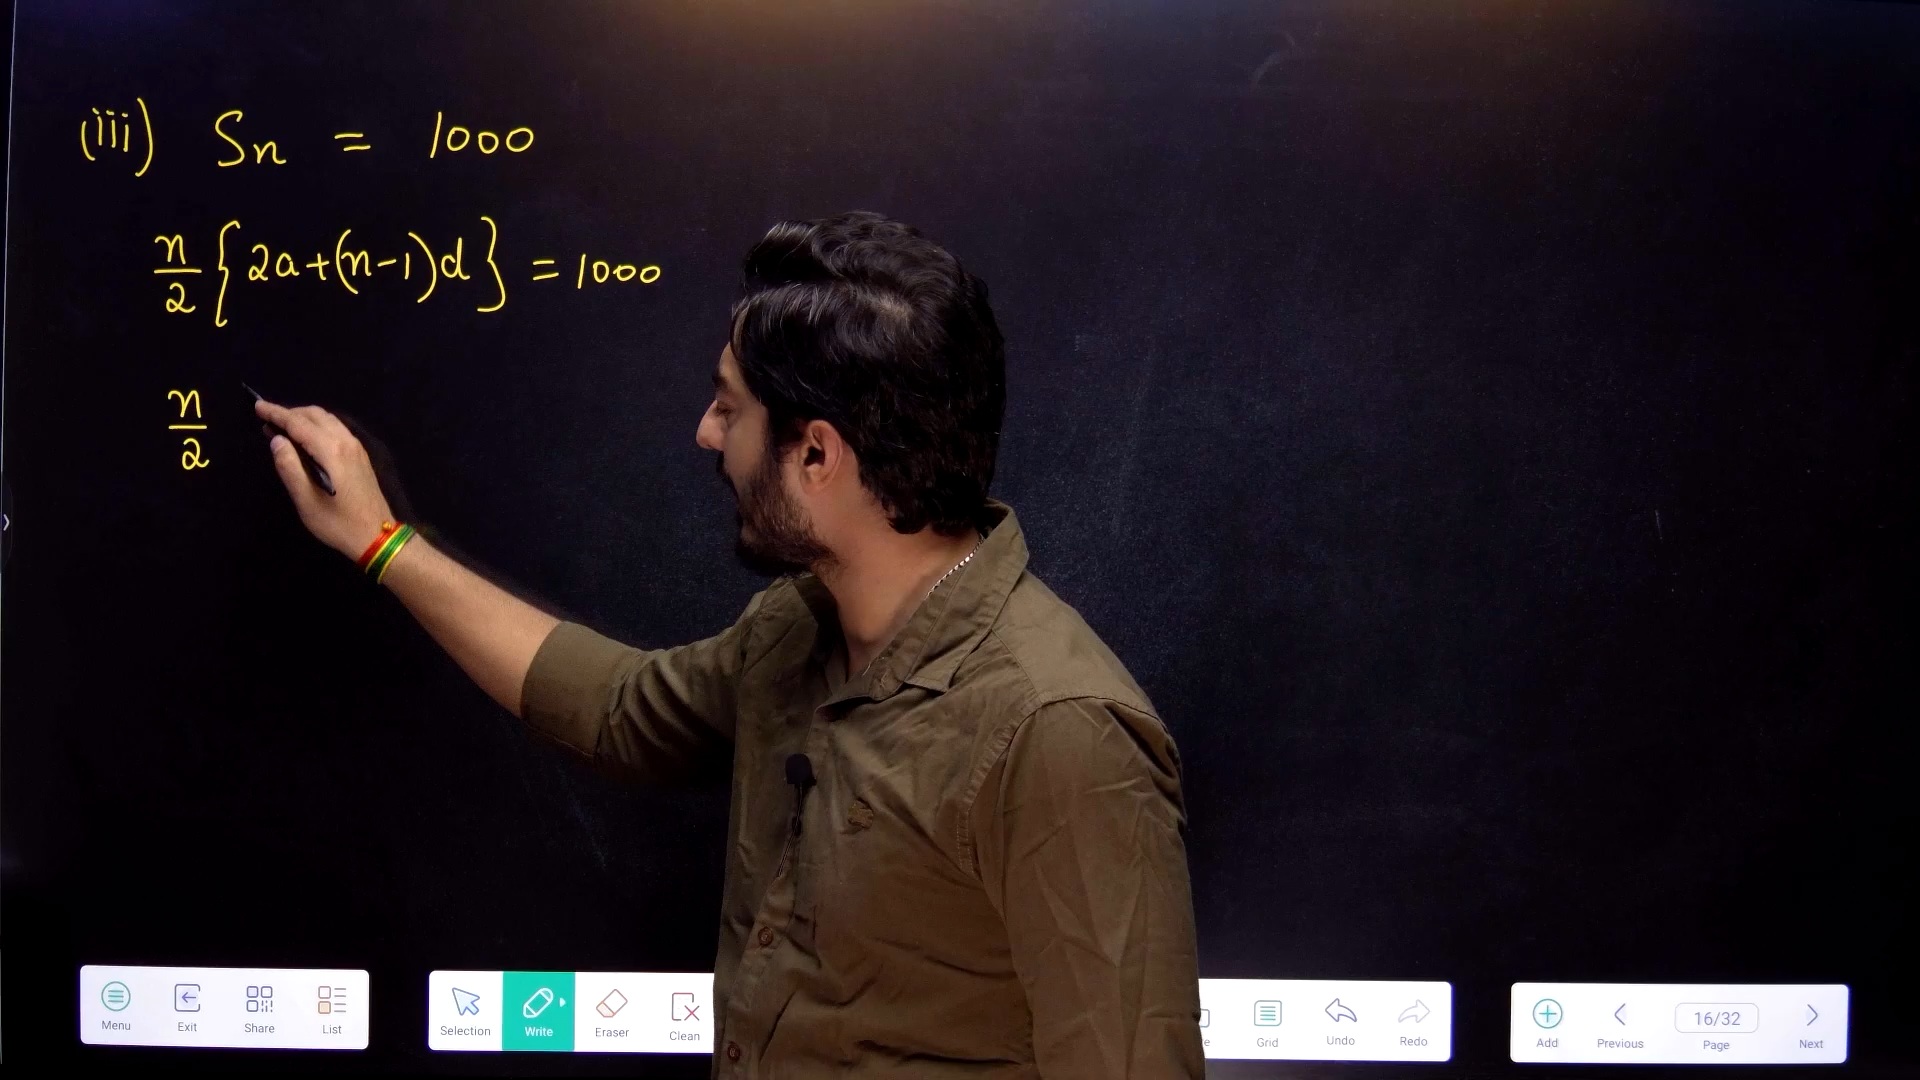 (iii) Sn = 1000
n/2 {2a+(n-1)d} = 1000
n/2
Menu Exit Share List
Selection Write Eraser Clean
Grid Undo Redo
Add Previous 16/32 Page Next